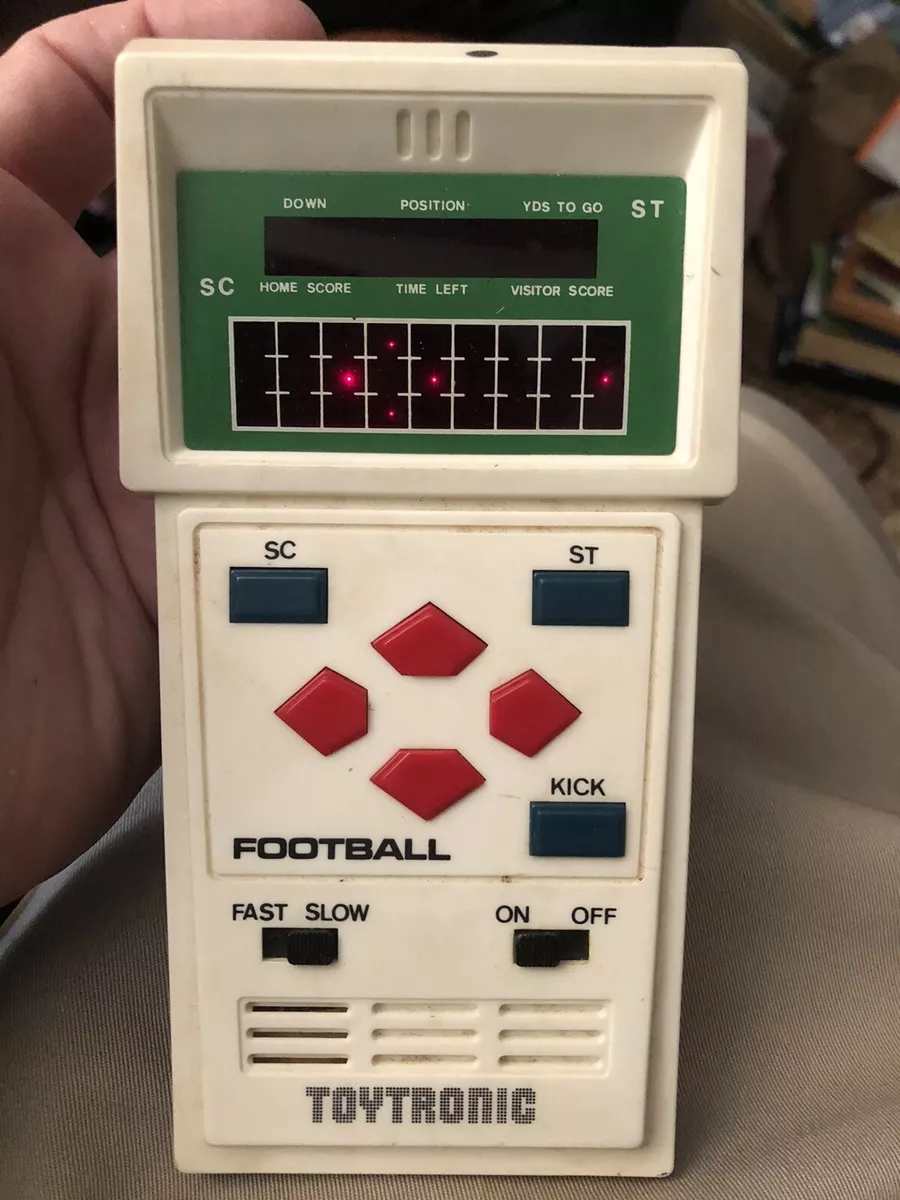 DOWN POSITION YDS TO GO ST
SC HOME SCORE TIME LEFT VISITOR SCORE
SC ST
KICK
FOOTBALL
FAST SLOW ON OFF
TOYTRONIC